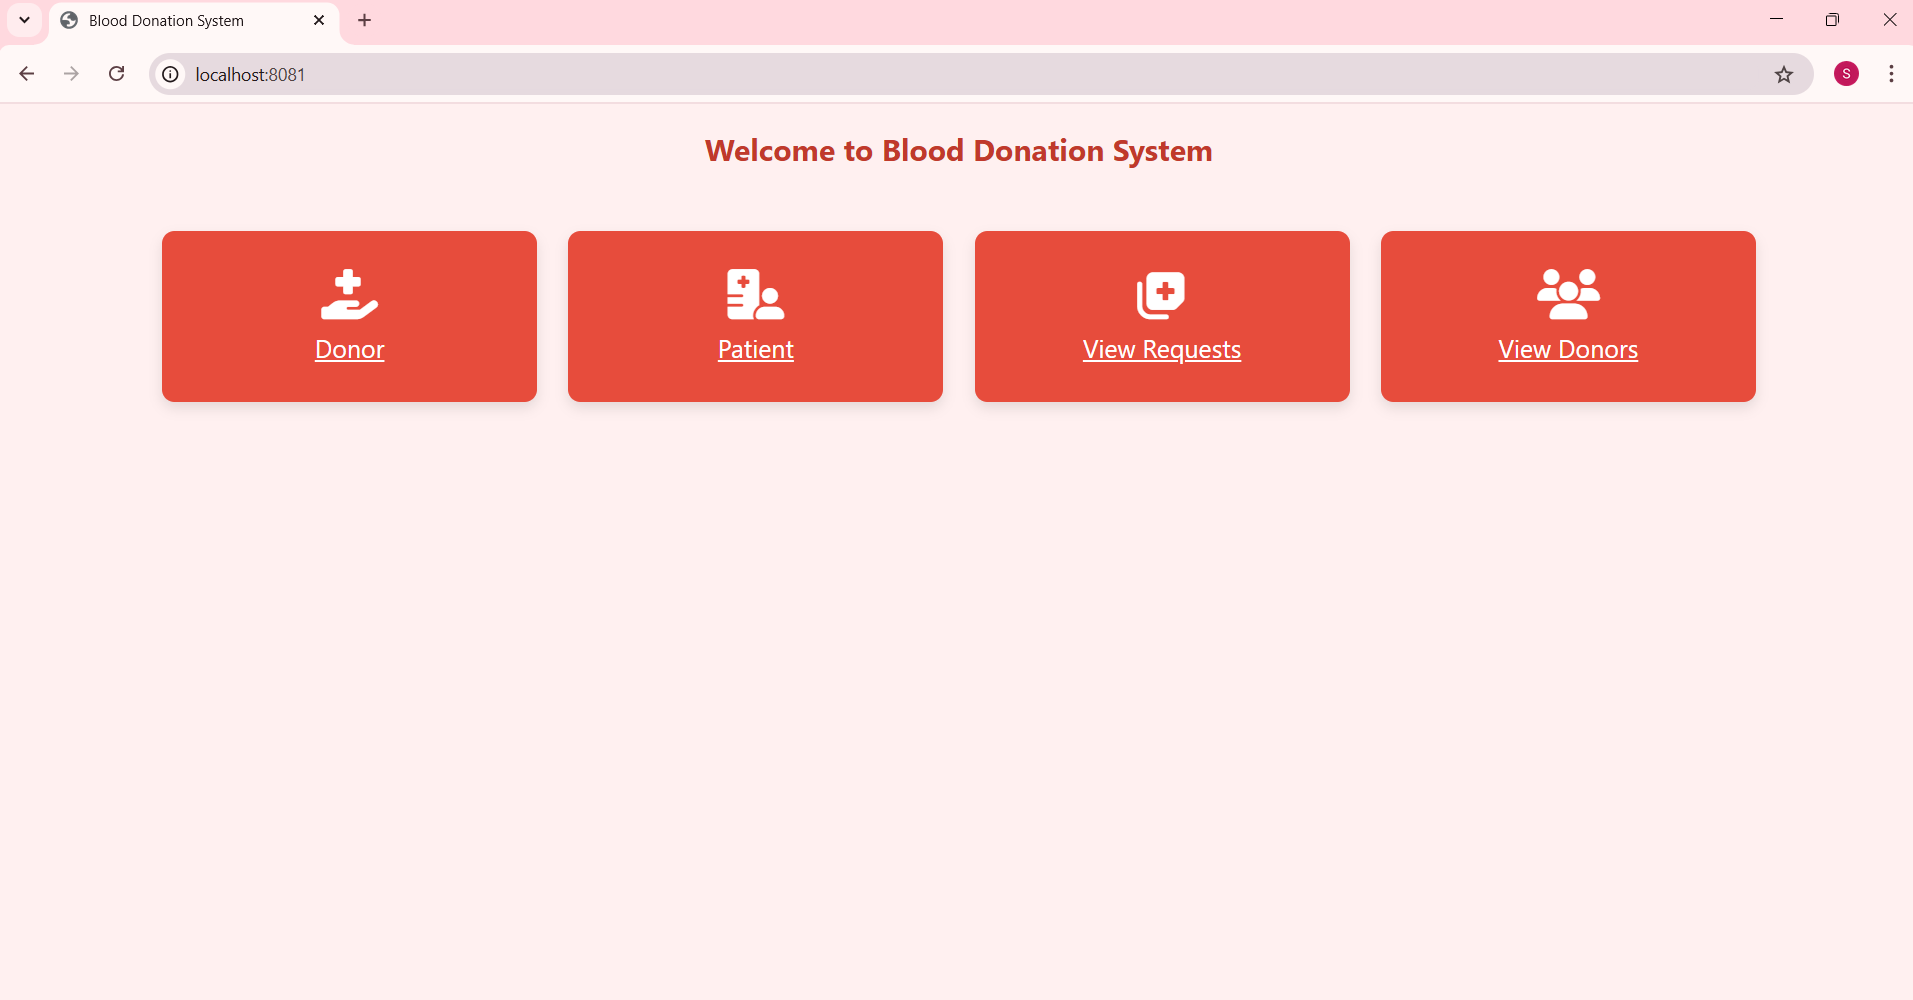 Blood Donation System
localhost:8081
S
Welcome to Blood Donation System
Donor
Patient
View Requests
View Donors